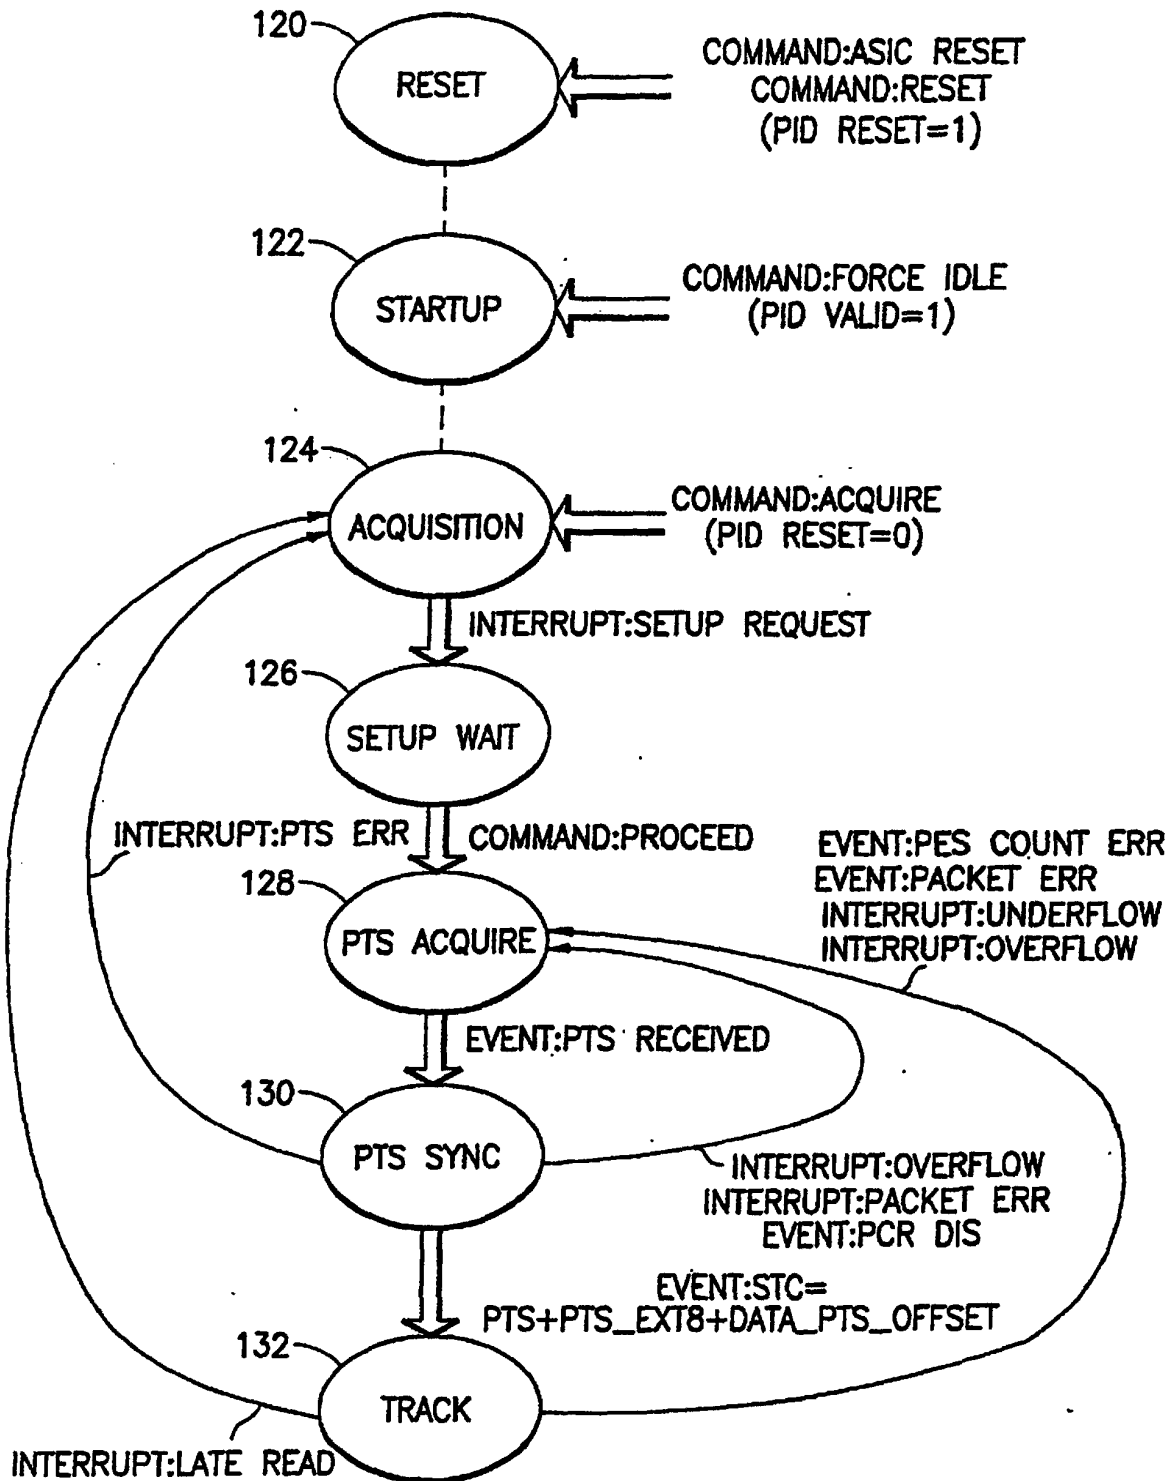 120
RESET
COMMAND:ASIC RESET
COMMAND:RESET
(PID RESET=1)
122
STARTUP
COMMAND:FORCE IDLE
(PID VALID=1)
124
ACQUISITION
COMMAND:ACQUIRE
(PID RESET=0)
INTERRUPT:SETUP REQUEST
126
SETUP WAIT
INTERRUPT:PTS ERR
COMMAND:PROCEED
EVENT:PES COUNT ERR
EVENT:PACKET ERR
INTERRUPT:UNDERFLOW
INTERRUPT:OVERFLOW
128
PTS ACQUIRE
EVENT:PTS RECEIVED
130
PTS SYNC
INTERRUPT:OVERFLOW
INTERRUPT:PACKET ERR
EVENT:PCR DIS
EVENT:STC=
PTS+PTS_EXT8+DATA_PTS_OFFSET
132
TRACK
INTERRUPT:LATE READ